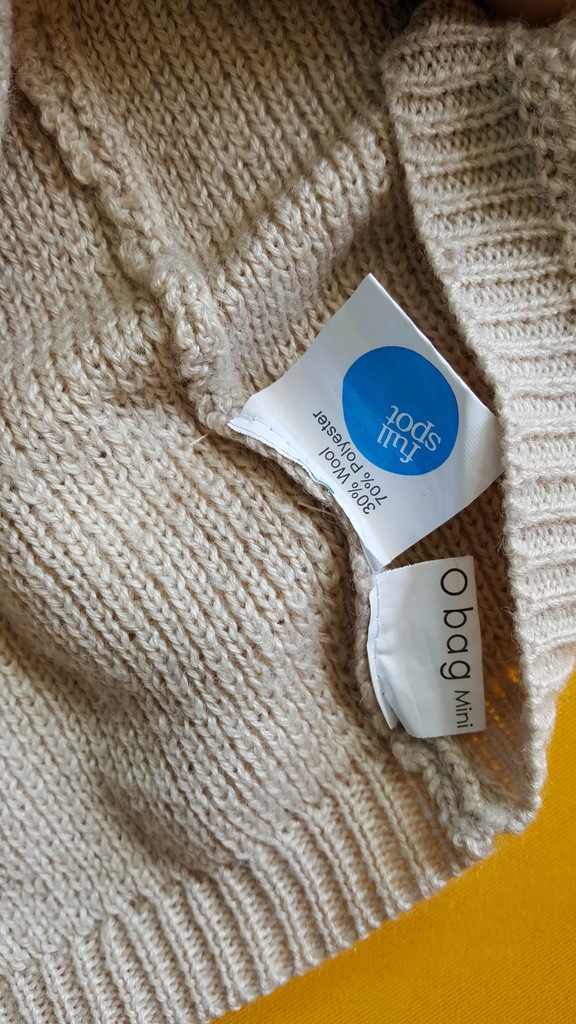 full
spot
30% Wool
70% Polyester
O bag Mini